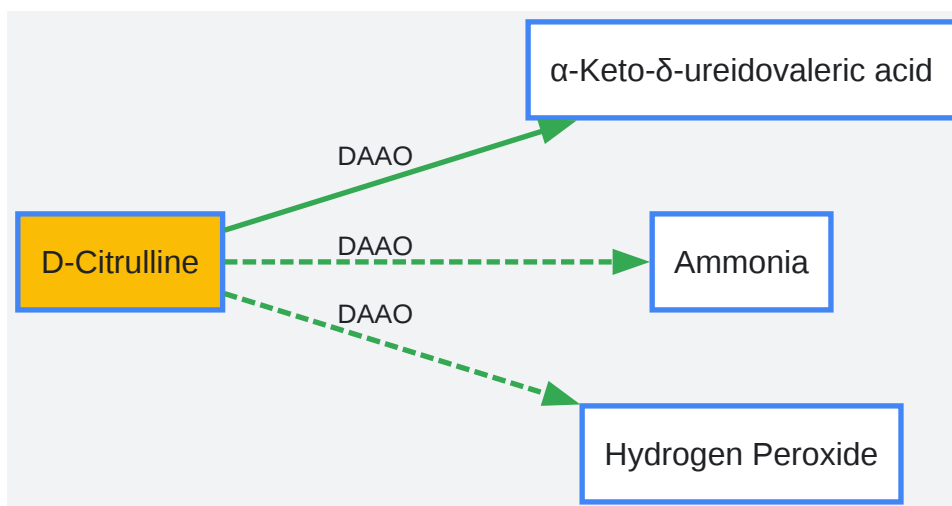 α-Keto-δ-ureidovaleric acid
DAAO
D-Citrulline
DAAO
Ammonia
DAAO
Hydrogen Peroxide